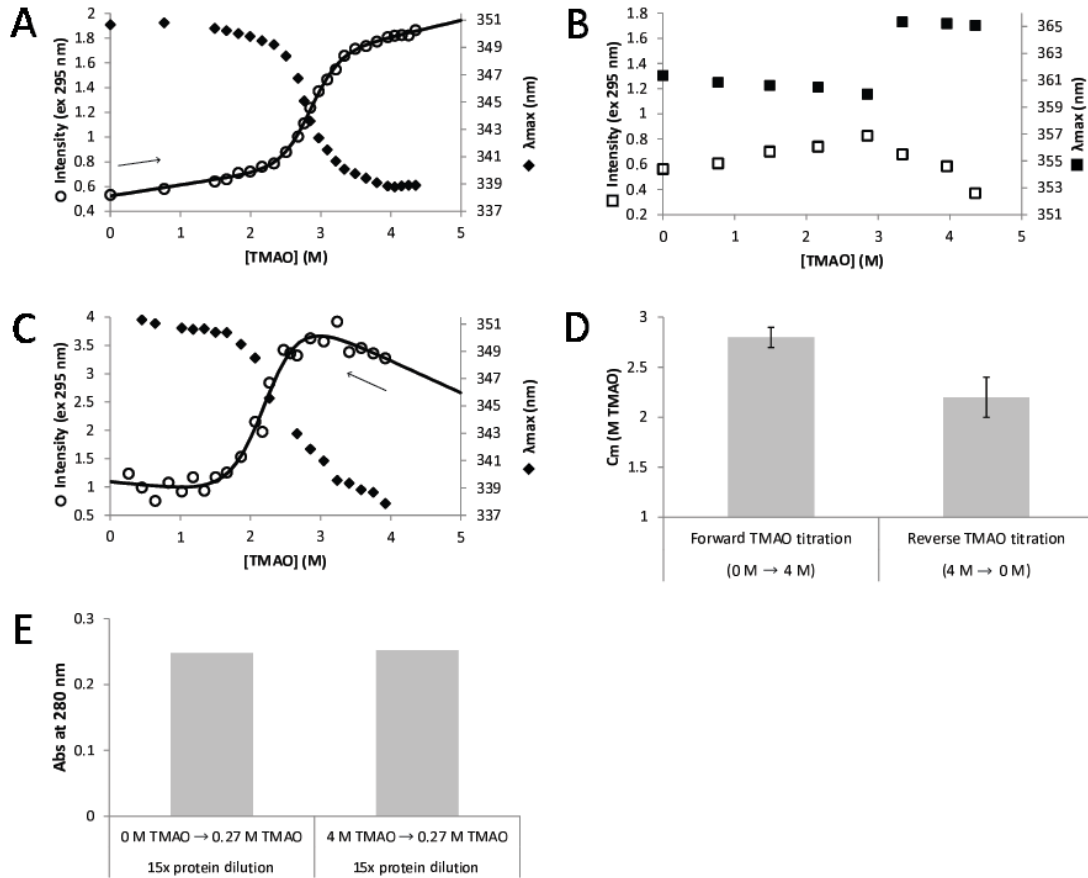 A
2
1.8
1.6
1.4
1.2
1
0.8
0.6
0.4
351
349
347
345
343
341
339
337
0 1 2 3 4 5
[TMAO] (M)
Intensity (ex 295 nm)
λmax (nm)
B
1.8
1.6
1.4
1.2
1
0.8
0.6
0.4
0.2
365
363
361
359
357
355
353
351
0 1 2 3 4 5
[TMAO] (M)
Intensity (ex 295 nm)
λmax (nm)
C
4
3.5
3
2.5
2
1.5
1
0.5
351
349
347
345
343
341
339
337
0 1 2 3 4 5
[TMAO] (M)
Intensity (ex 295 nm)
λmax (nm)
D
3
2.5
2
1.5
1
Cm (M TMAO)
Forward TMAO titration
(0 M → 4 M)
Reverse TMAO titration
(4 M → 0 M)
E
0.3
0.2
0.1
0
Abs at 280 nm
0 M TMAO → 0.27 M TMAO
15x protein dilution
4 M TMAO → 0.27 M TMAO
15x protein dilution